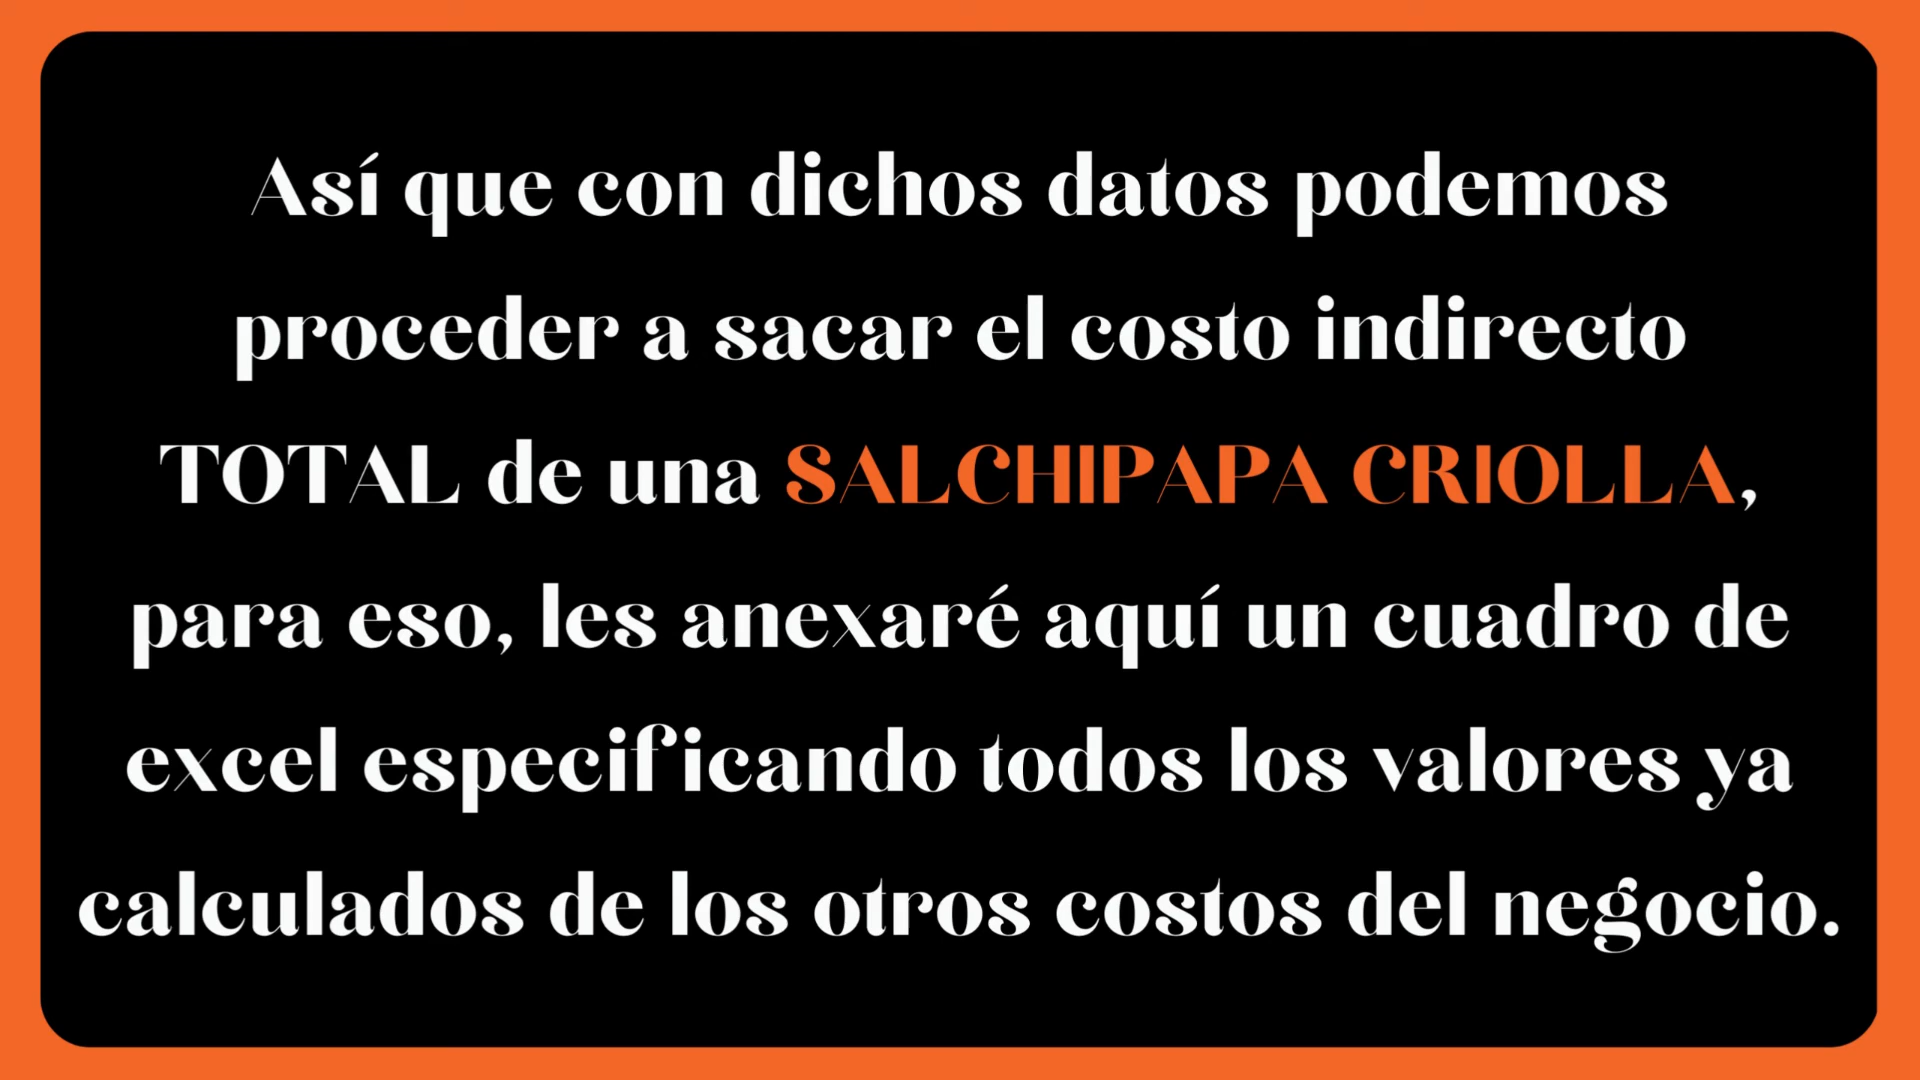 Así que con dichos datos podemos
proceder a sacar el costo indirecto
TOTAL de una SALCHIPAPA CRIOLLA,
para eso, les anexaré aquí un cuadro de
excel especificando todos los valores ya
calculados de los otros costos del negocio.